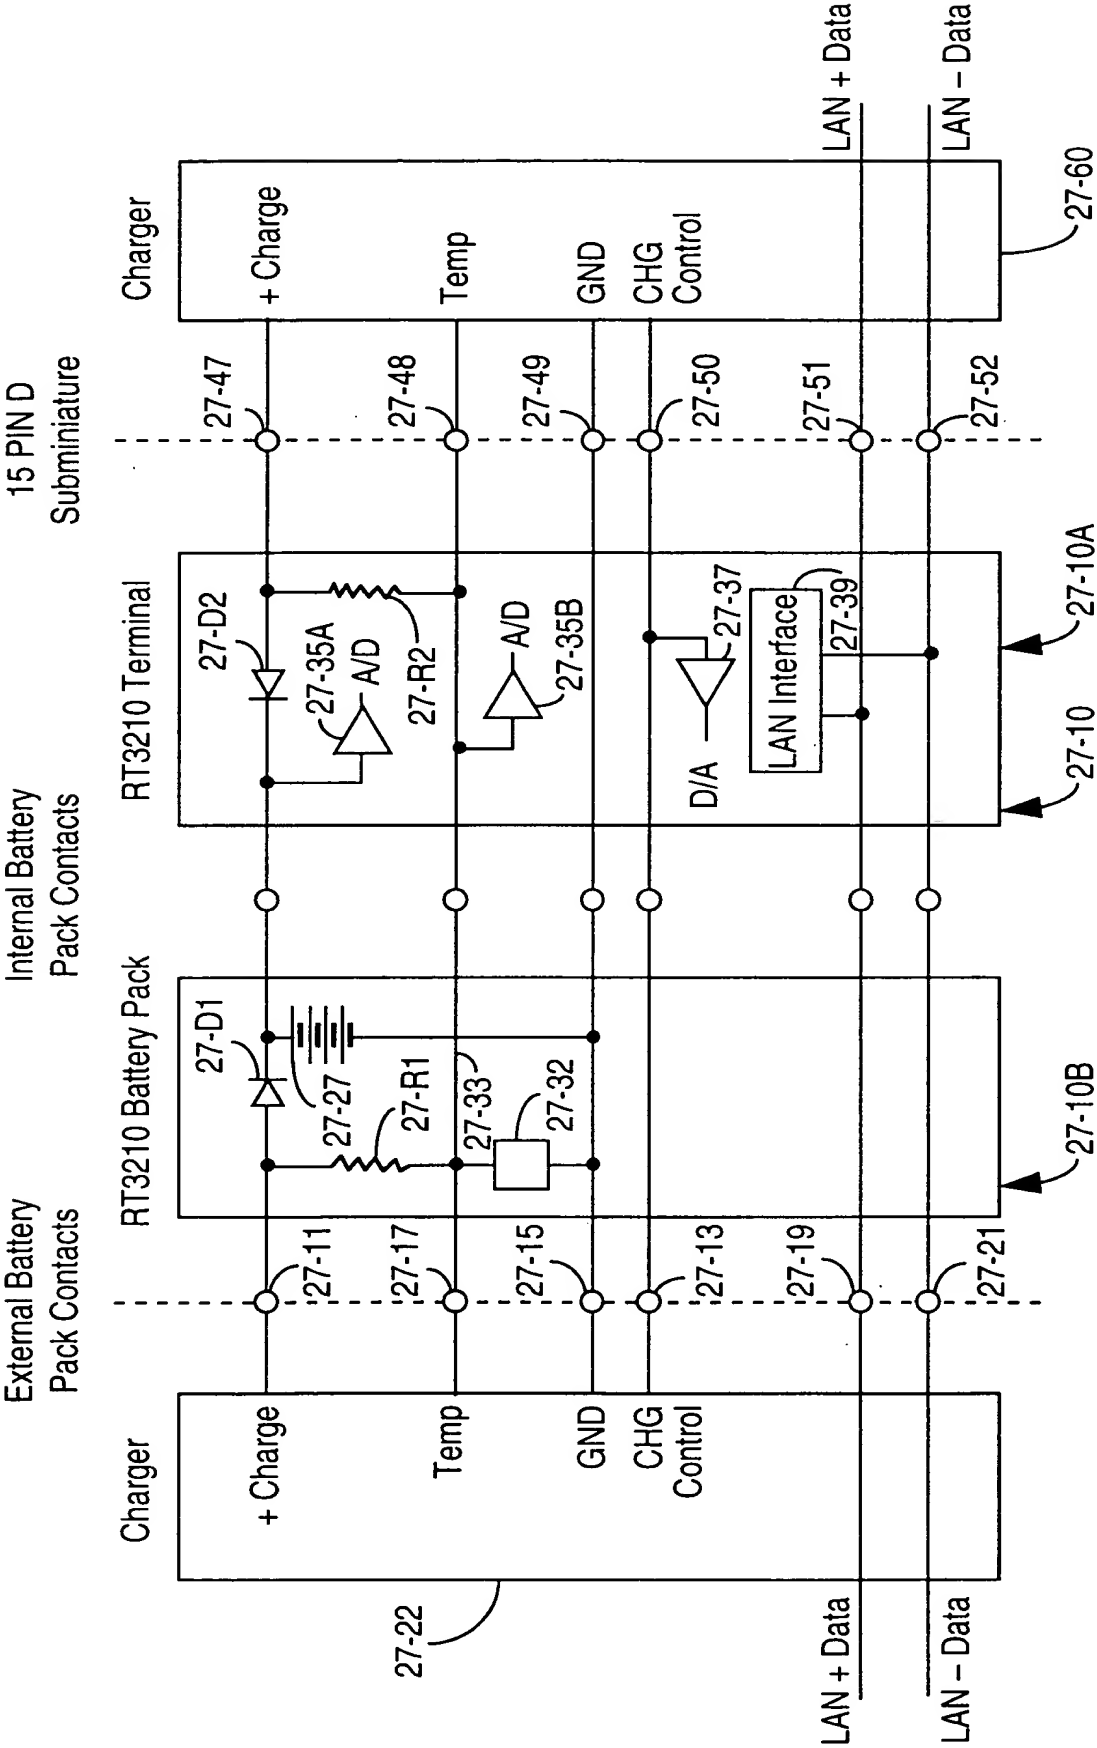 Charger
External Battery
Pack Contacts
RT3210 Battery Pack
Internal Battery
Pack Contacts
RT3210 Terminal
15 PIN D
Subminiature
Charger
27-22
+ Charge
Temp
GND
CHG
Control
LAN + Data
LAN – Data
27-11
27-17
27-15
27-13
27-19
27-21
27-D1
27-27
27-R1
27-33
27-32
27-10B
27-D2
27-35A
A/D
27-R2
A/D
27-35B
D/A
27-37
LAN Interface
27-39
27-10
27-10A
27-47
27-48
27-49
27-50
27-51
27-52
+ Charge
Temp
GND
CHG
Control
27-60
LAN + Data
LAN – Data